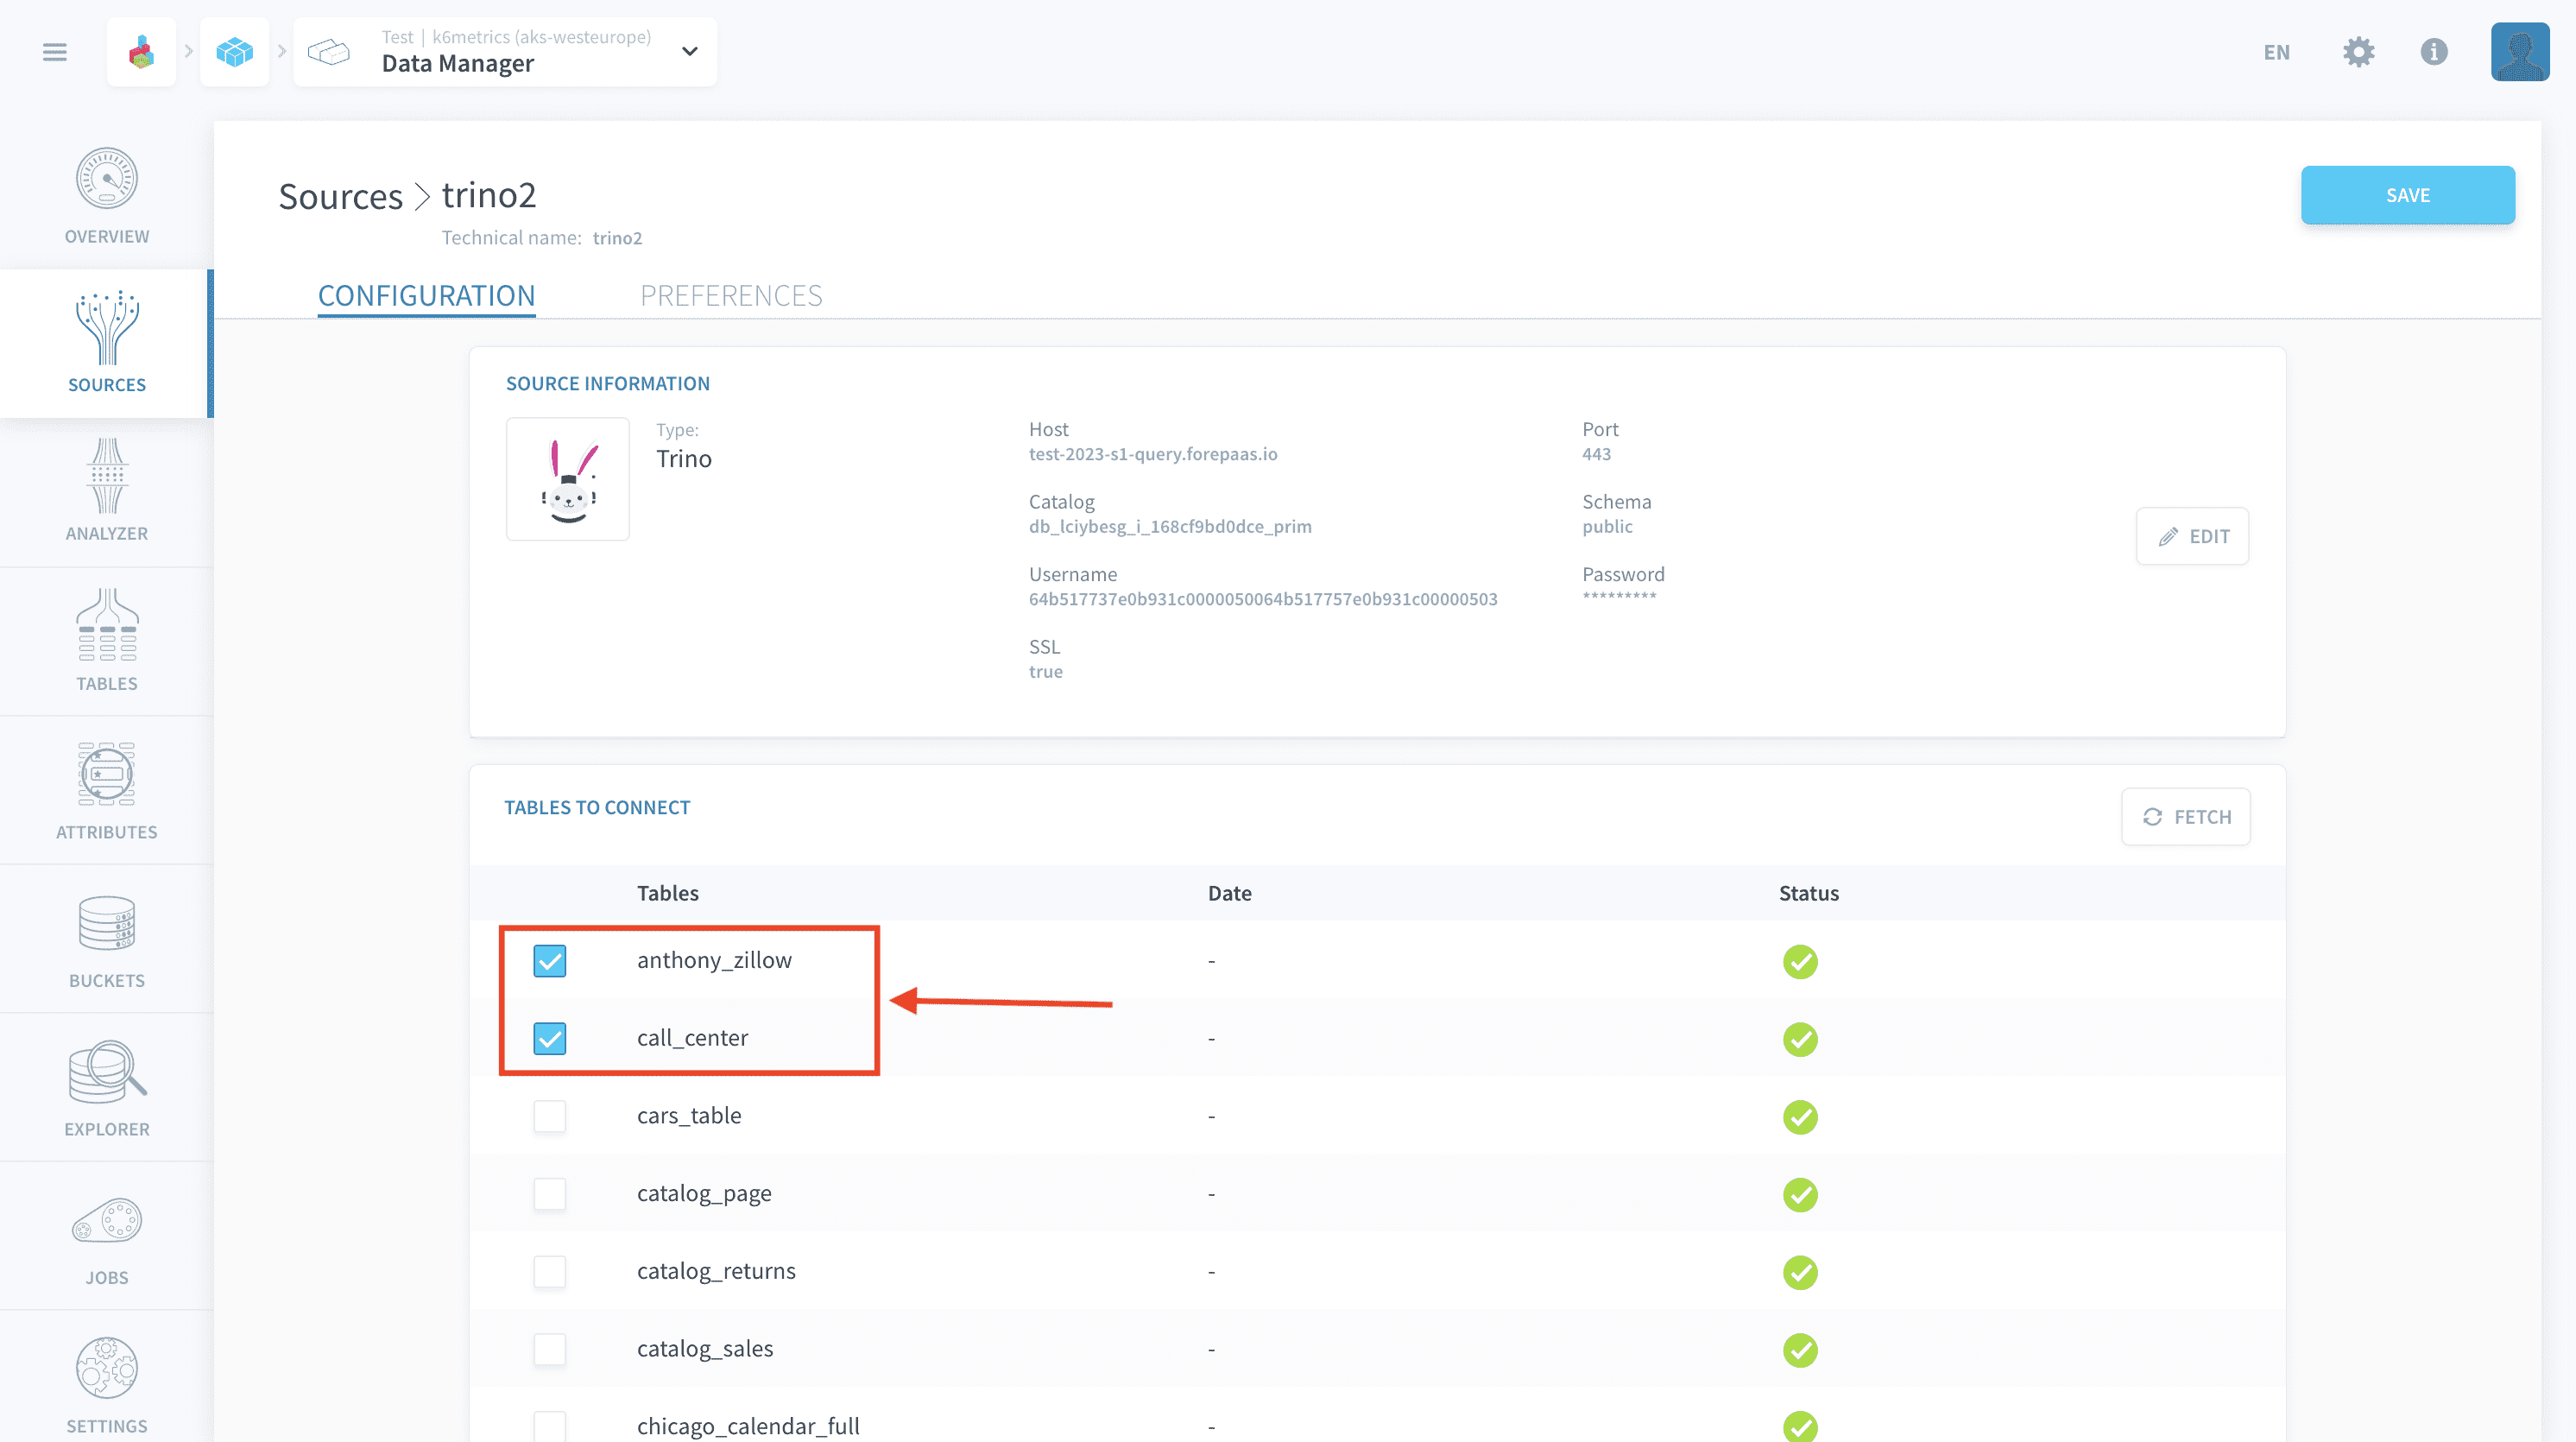 Test | k6metrics (aks-westeurope)
Data Manager
EN
OVERVIEW
SOURCES
ANALYZER
TABLES
ATTRIBUTES
BUCKETS
EXPLORER
JOBS
SETTINGS
Sources > trino2
Technical name: trino2
SAVE
CONFIGURATION PREFERENCES
SOURCE INFORMATION
Type:
Trino
Host
test-2023-s1-query.forepaas.io
Port
443
Catalog
db_lciybesg_i_168cf9bd0dce_prim
Schema
public
Username
64b517737e0b931c0000050064b517757e0b931c00000503
Password
*********
SSL
true
EDIT
TABLES TO CONNECT
FETCH
Tables Date Status
anthony_zillow -
call_center -
cars_table -
catalog_page -
catalog_returns -
catalog_sales -
chicago_calendar_full -